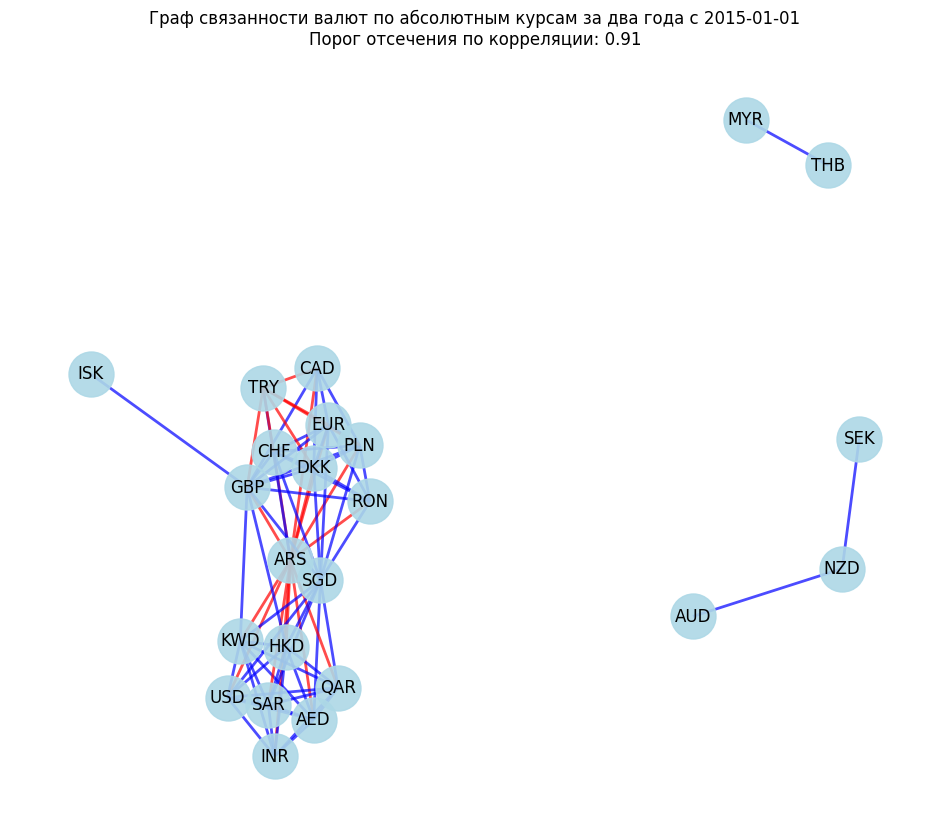 Граф связанности валют по абсолютным курсам за два года с 2015-01-01
Порог отсечения по корреляции: 0.91
MYR
THB
ISK
CAD
TRY
EUR
PLN
CHF
DKK
GBP
RON
SEK
ARS
SGD
NZD
AUD
KWD
HKD
QAR
USD
SAR
AED
INR